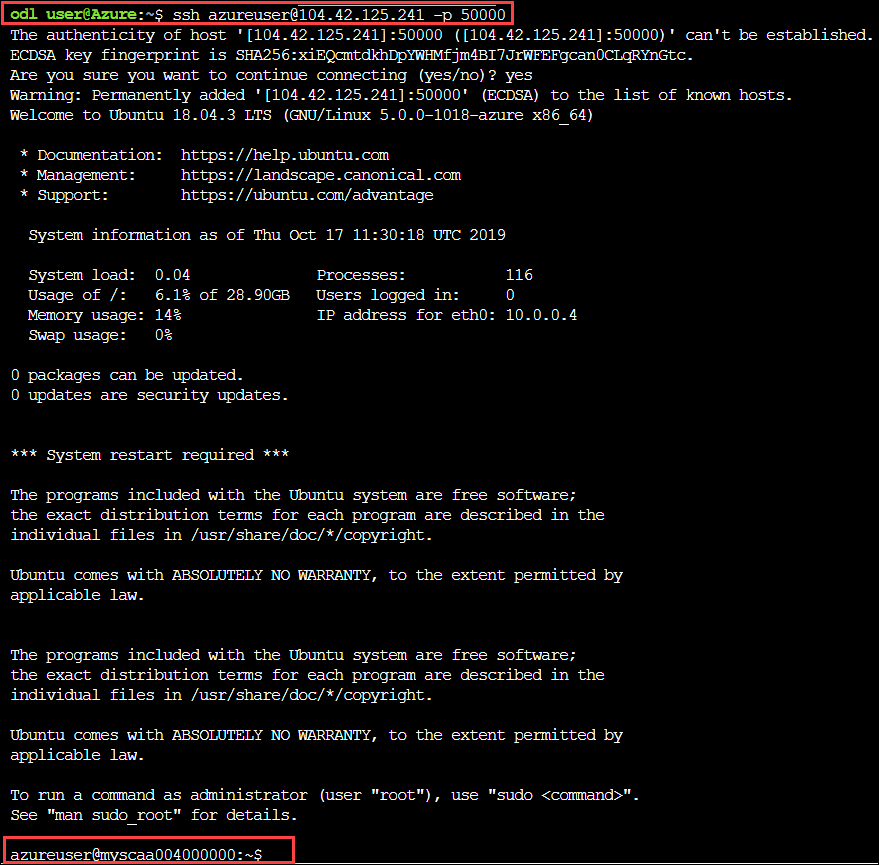 odl_user@Azure:~$ ssh azureuser@104.42.125.241 -p 50000
The authenticity of host '[104.42.125.241]:50000 ([104.42.125.241]:50000)' can't be established.
ECDSA key fingerprint is SHA256:xiEQcmtdkhDpYWHMfjm4BI7JrWFEFgcan0CLqRYnGtc.
Are you sure you want to continue connecting (yes/no)? yes
Warning: Permanently added '[104.42.125.241]:50000' (ECDSA) to the list of known hosts.
Welcome to Ubuntu 18.04.3 LTS (GNU/Linux 5.0.0-1018-azure x86_64)
* Documentation: https://help.ubuntu.com
* Management: https://landscape.canonical.com
* Support: https://ubuntu.com/advantage
System information as of Thu Oct 17 11:30:18 UTC 2019
System load: 0.04 Processes: 116
Usage of /: 6.1% of 28.90GB Users logged in: 0
Memory usage: 14% IP address for eth0: 10.0.0.4
Swap usage: 0%
0 packages can be updated.
0 updates are security updates.
*** System restart required ***
The programs included with the Ubuntu system are free software;
the exact distribution terms for each program are described in the
individual files in /usr/share/doc/*/copyright.
Ubuntu comes with ABSOLUTELY NO WARRANTY, to the extent permitted by
applicable law.
The programs included with the Ubuntu system are free software;
the exact distribution terms for each program are described in the
individual files in /usr/share/doc/*/copyright.
Ubuntu comes with ABSOLUTELY NO WARRANTY, to the extent permitted by
applicable law.
To run a command as administrator (user "root"), use "sudo <command>".
See "man sudo_root" for details.
azureuser@myscaa004000000:~$